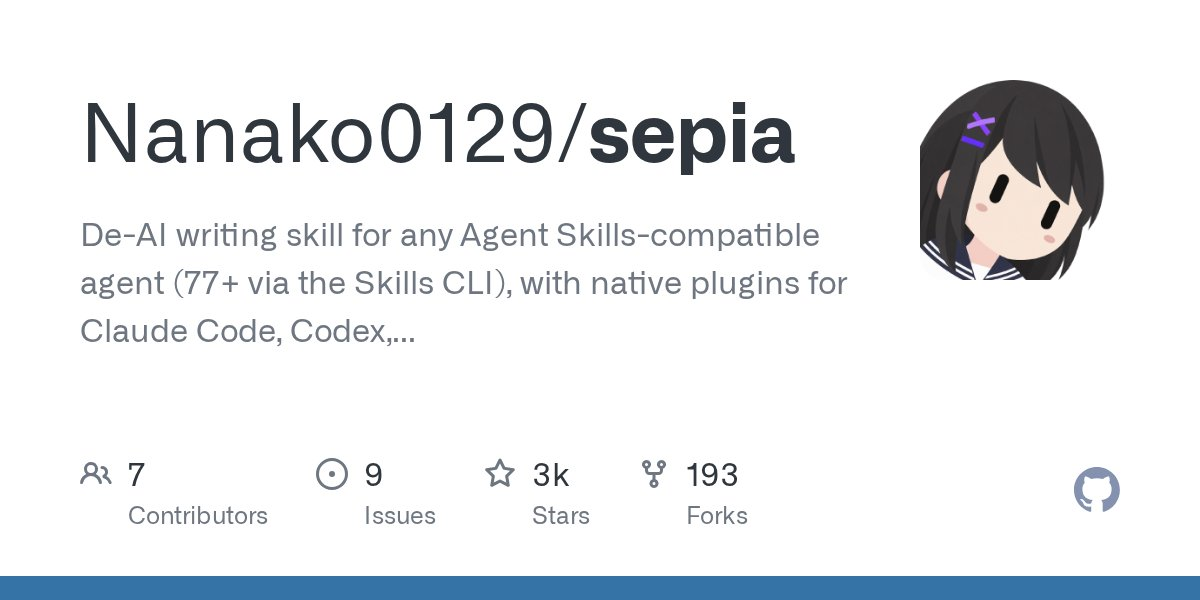 Nanako0129/sepia
De-AI writing skill for any Agent Skills-compatible
agent (77+ via the Skills CLI), with native plugins for
Claude Code, Codex,...
7 9 3k 193
Contributors Issues Stars Forks